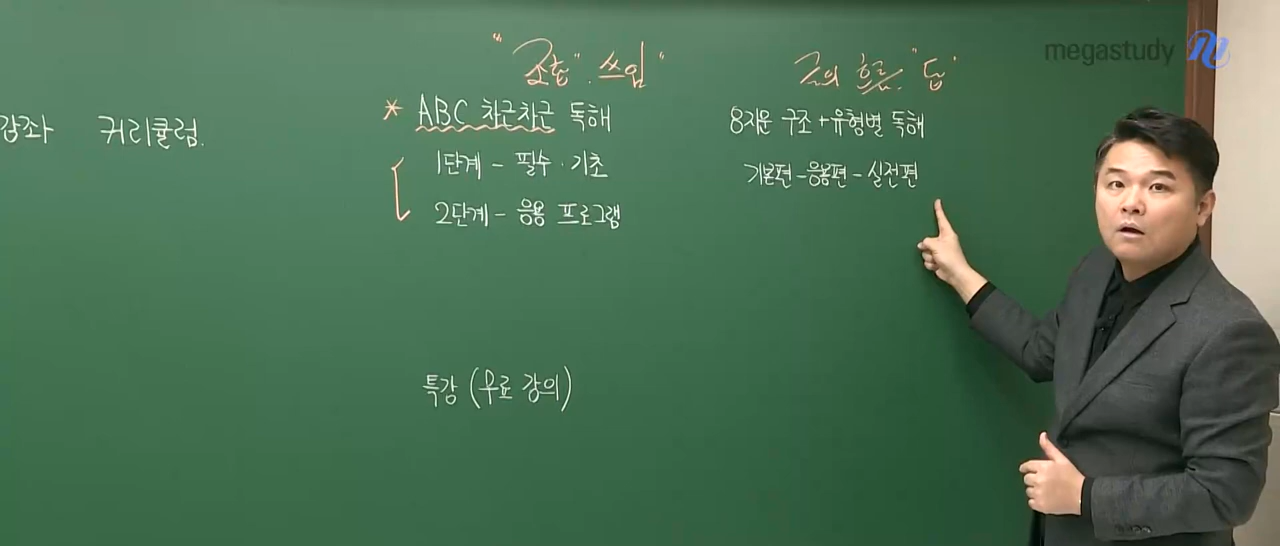 megastudy
"조합". 쓰임"
글의 흐름. "답"
강좌 커리큘럼.
* ABC 차근차근 독해
1단계 - 필수·기초
2단계 - 응용 프로그램
8지문 구조+유형별 독해
기본편-응용편-실전편
특강 (무료 강의)